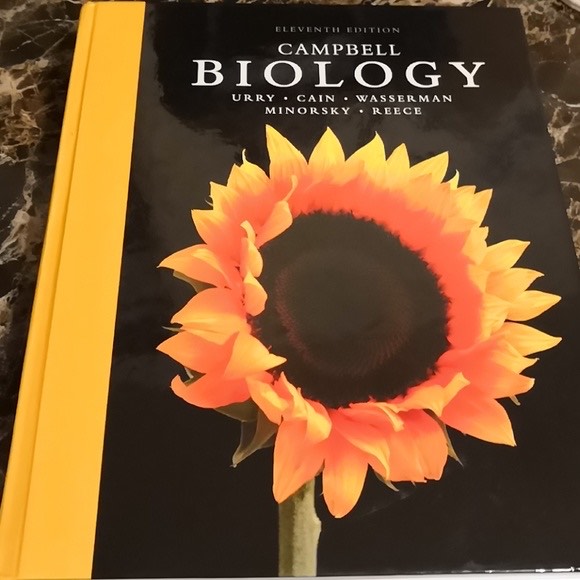 ELEVENTH EDITION
CAMPBELL
BIOLOGY
URRY • CAIN • WASSERMAN
MINORSKY • REECE